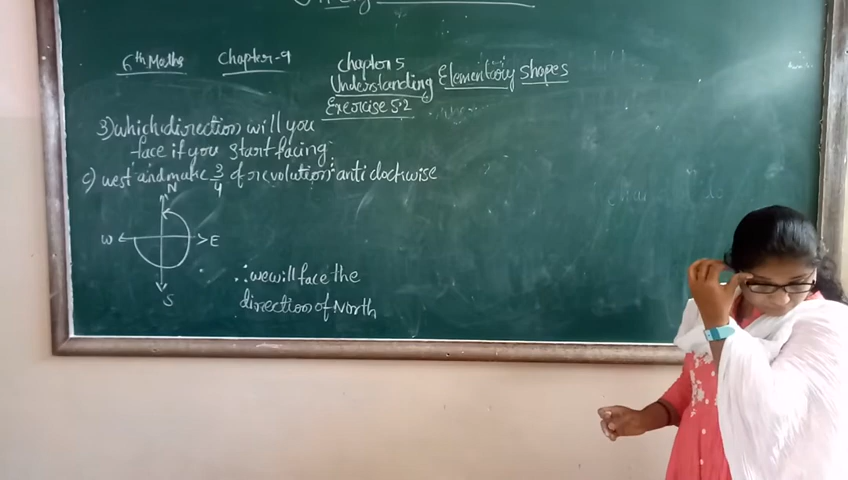 6th Maths Chapter-9
Chapter 5
Understanding Elementary Shapes
Exercise 5.2
3) which direction will you
face if you start facing:
c) west and make 3/4 of revolution anti clockwise
N
W E
S
∴ we will face the
direction of North